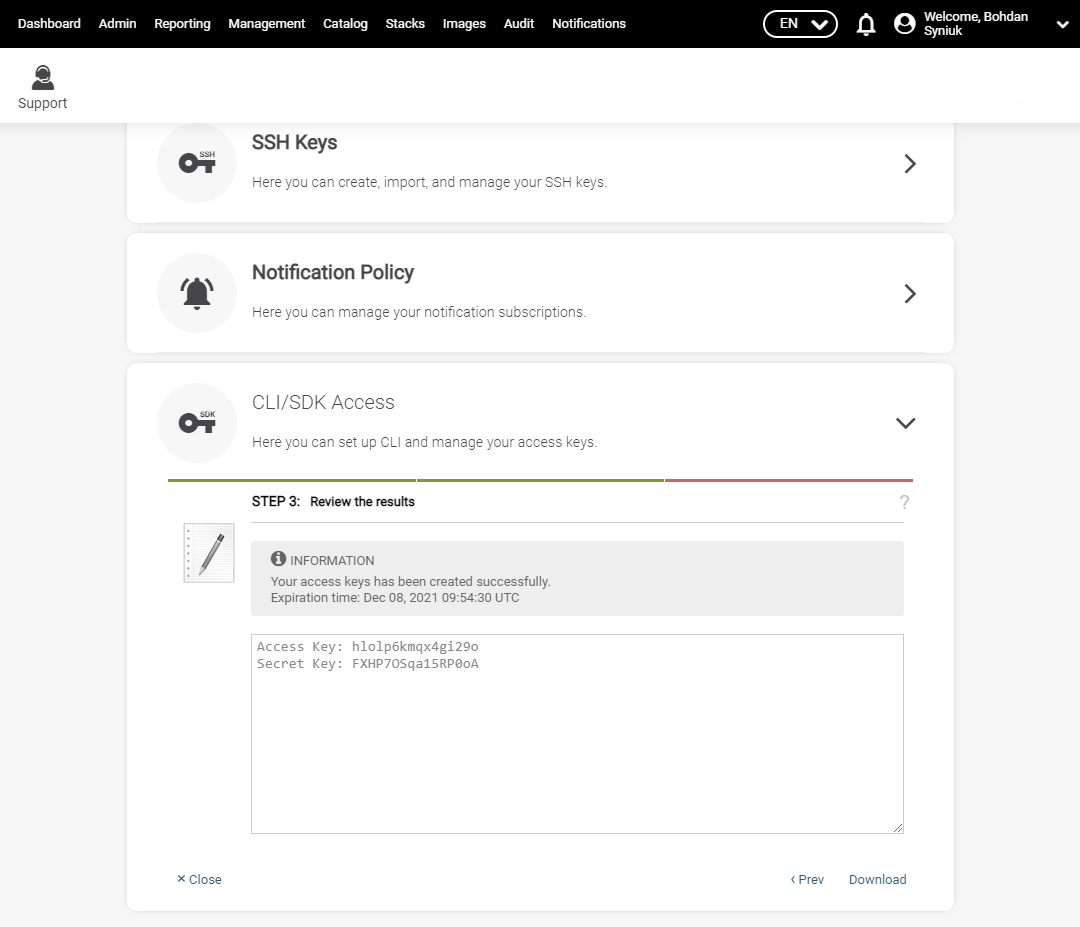 Dashboard Admin Reporting Management Catalog Stacks Images Audit Notifications EN Welcome, Bohdan Syniuk
Support
SSH
SSH Keys
Here you can create, import, and manage your SSH keys.
Notification Policy
Here you can manage your notification subscriptions.
SDK
CLI/SDK Access
Here you can set up CLI and manage your access keys.
STEP 3: Review the results ?
INFORMATION
Your access keys has been created successfully.
Expiration time: Dec 08, 2021 09:54:30 UTC
Access Key: hlolp6kmqx4gi29o
Secret Key: FXHP7OSqa15RP0oA
× Close ‹ Prev Download